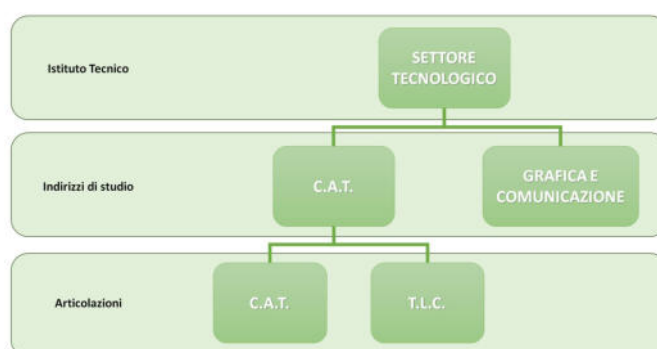 Istituto Tecnico
SETTORE
TECNOLOGICO
Indirizzi di studio
C.A.T.
GRAFICA E
COMUNICAZIONE
Articolazioni
C.A.T.
T.L.C.